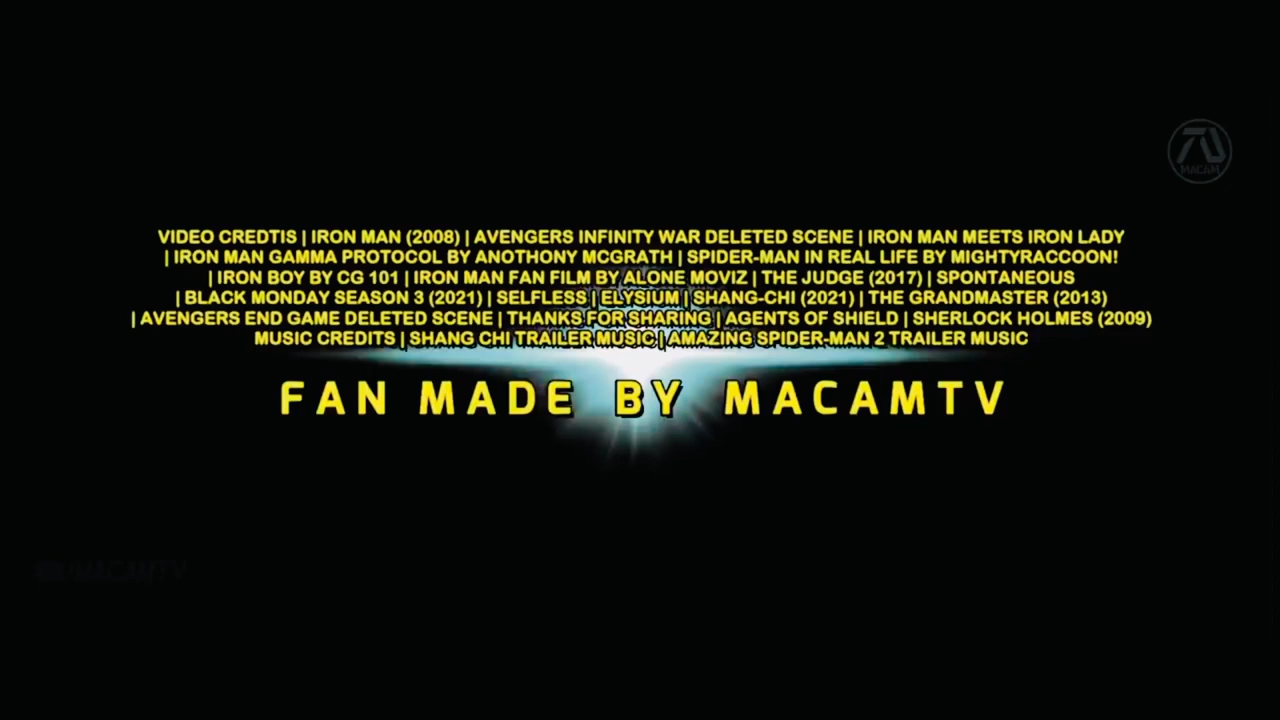 MACAM
VIDEO CREDTIS | IRON MAN (2008) | AVENGERS INFINITY WAR DELETED SCENE | IRON MAN MEETS IRON LADY
| IRON MAN GAMMA PROTOCOL BY ANOTHONY MCGRATH | SPIDER-MAN IN REAL LIFE BY MIGHTYRACCOON!
| IRON BOY BY CG 101 | IRON MAN FAN FILM BY ALONE MOVIZ | THE JUDGE (2017) | SPONTANEOUS
| BLACK MONDAY SEASON 3 (2021) | SELFLESS | ELYSIUM | SHANG-CHI (2021) | THE GRANDMASTER (2013)
| AVENGERS END GAME DELETED SCENE | THANKS FOR SHARING | AGENTS OF SHIELD | SHERLOCK HOLMES (2009)
MUSIC CREDITS | SHANG CHI TRAILER MUSIC | AMAZING SPIDER-MAN 2 TRAILER MUSIC
FAN MADE BY MACAMTV